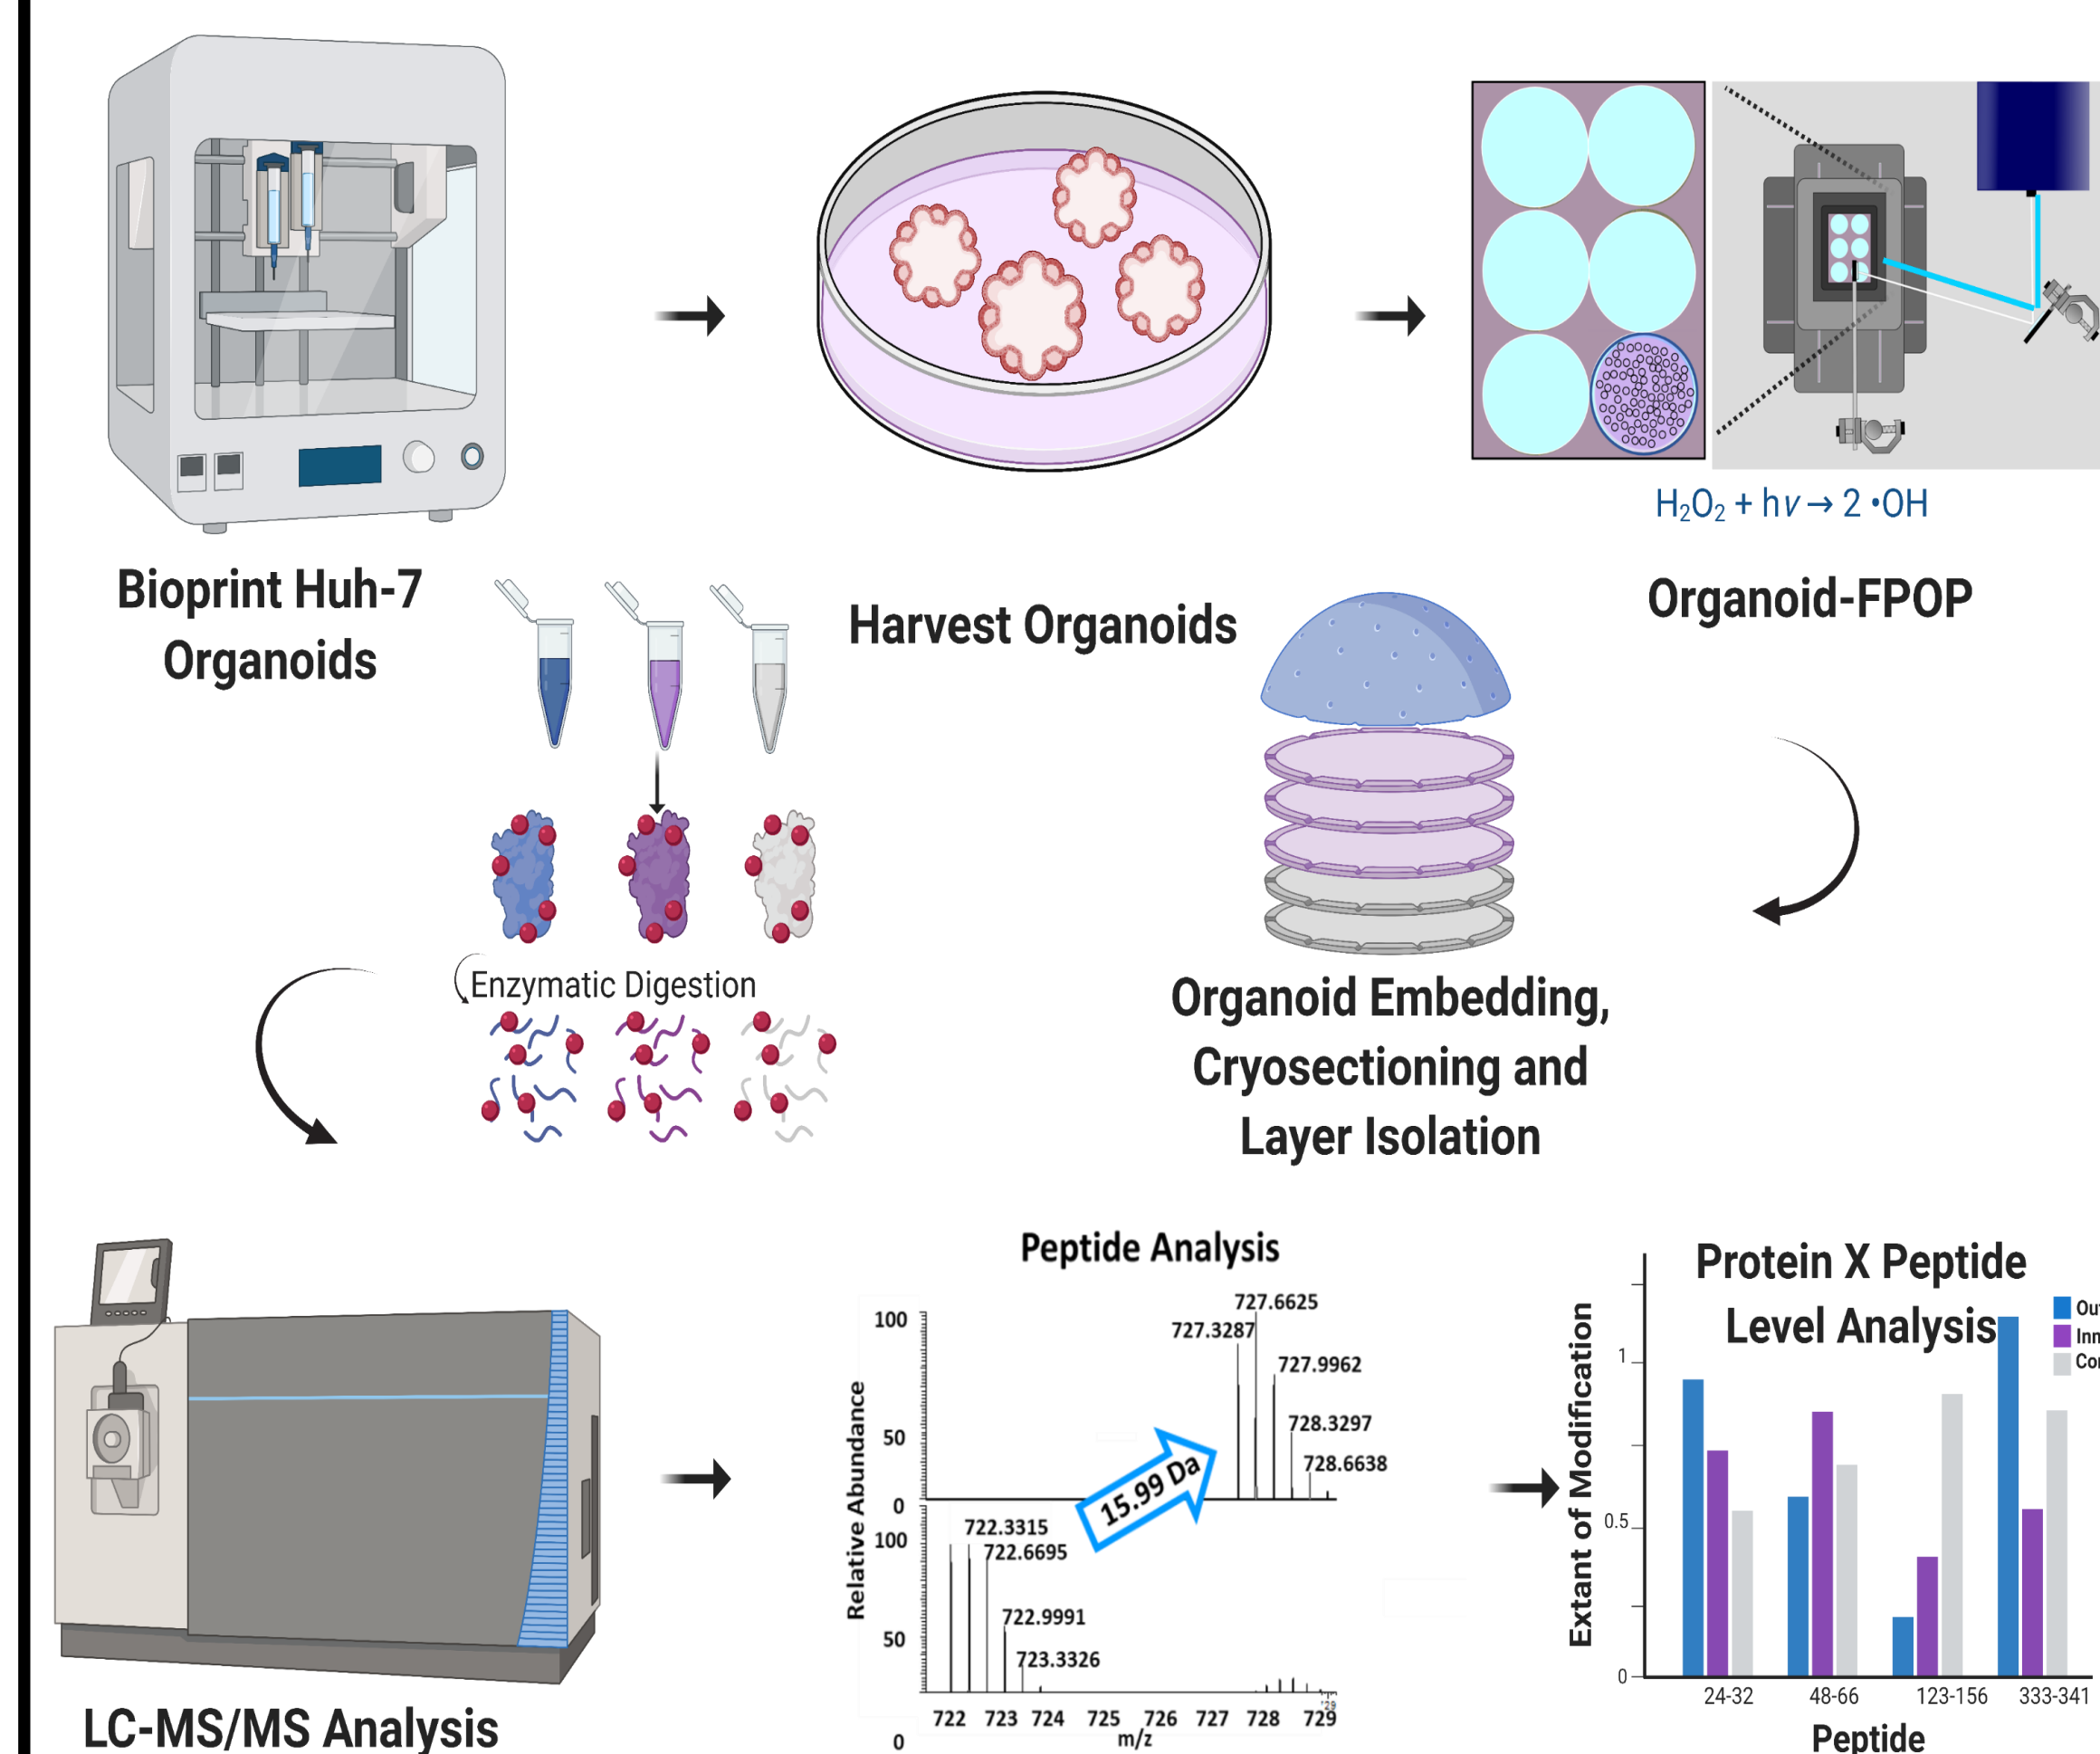 H₂O₂ + hv → 2 •OH
Bioprint Huh-7
Organoids
Harvest Organoids
Organoid-FPOP
Enzymatic Digestion
Organoid Embedding,
Cryosectioning and
Layer Isolation
LC-MS/MS Analysis
Peptide Analysis
Relative Abundance
100
50
0
727.6625
727.3287
727.9962
728.3297
728.6638
15.99 Da
100
50
0
722.3315
722.6695
722.9991
723.3326
722 723 724 725 726 727 728 729
m/z
Protein X Peptide
Level Analysis
Extant of Modification
1
0.5
0
24-32 48-66 123-156 333-341
Peptide